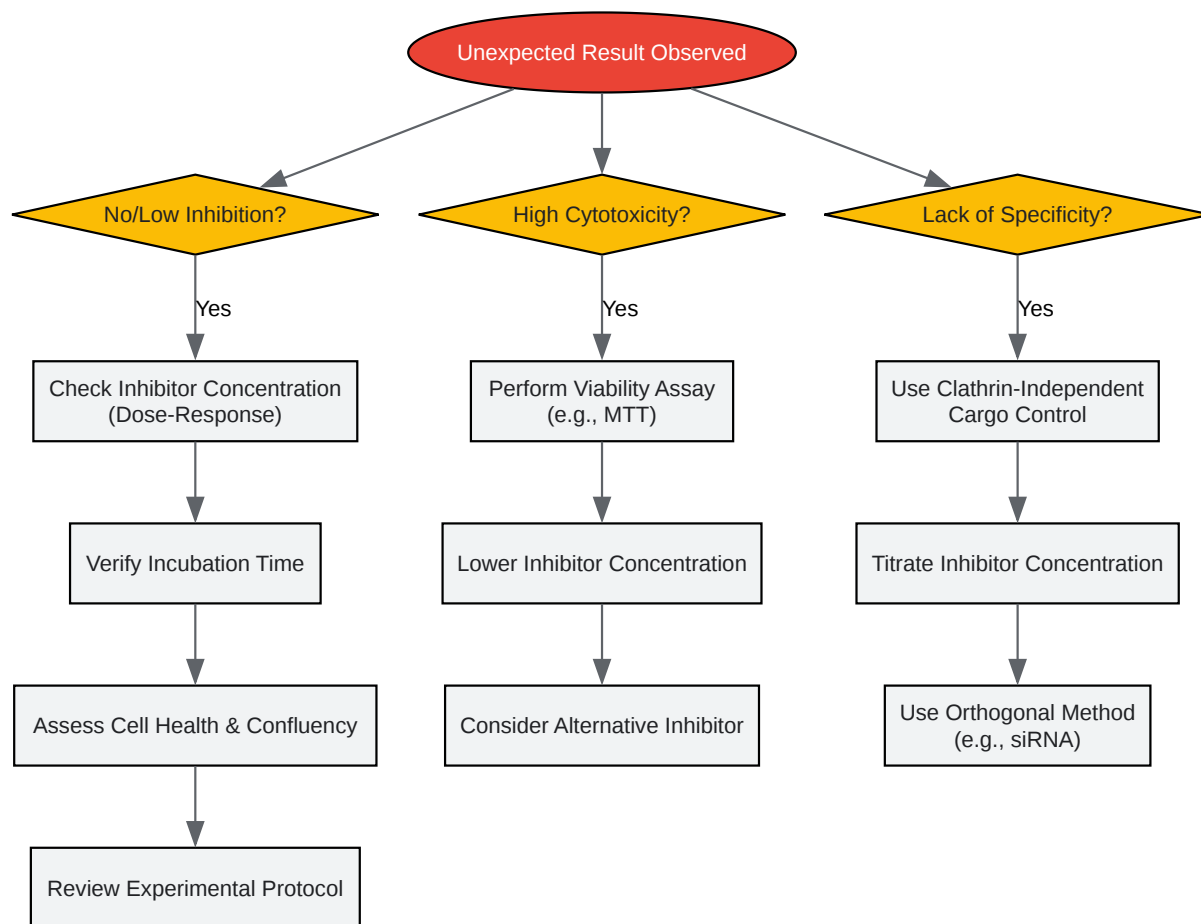 Unexpected Result Observed
No/Low Inhibition?
High Cytotoxicity?
Lack of Specificity?
Yes
Yes
Yes
Check Inhibitor Concentration
(Dose-Response)
Perform Viability Assay
(e.g., MTT)
Use Clathrin-Independent
Cargo Control
Verify Incubation Time
Lower Inhibitor Concentration
Titrate Inhibitor Concentration
Assess Cell Health & Confluency
Consider Alternative Inhibitor
Use Orthogonal Method
(e.g., siRNA)
Review Experimental Protocol